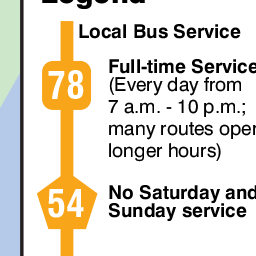 Legend
Local Bus Service
78
Full-time Service
(Every day from
7 a.m. - 10 p.m.;
many routes oper
longer hours)
54
No Saturday and
Sunday service